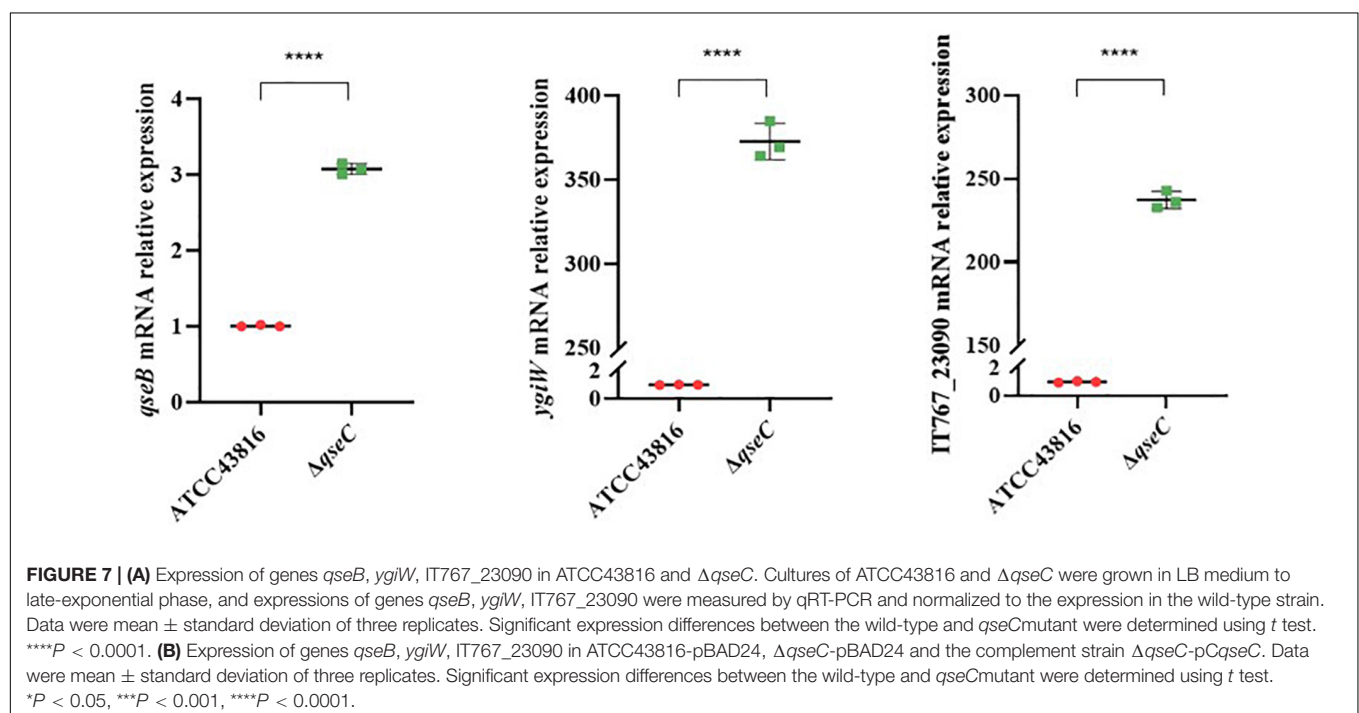 ****
qseB mRNA relative expression
4
3
2
1
0
ATCC43816
ΔqseC
****
ygiW mRNA relative expression
400
350
300
250
2
0
ATCC43816
ΔqseC
****
IT767_23090 mRNA relative expression
300
250
200
150
2
0
ATCC43816
ΔqseC
FIGURE 7 | (A) Expression of genes qseB, ygiW, IT767_23090 in ATCC43816 and ΔqseC. Cultures of ATCC43816 and ΔqseC were grown in LB medium to
late-exponential phase, and expressions of genes qseB, ygiW, IT767_23090 were measured by qRT-PCR and normalized to the expression in the wild-type strain.
Data were mean ± standard deviation of three replicates. Significant expression differences between the wild-type and qseCmutant were determined using t test.
****P < 0.0001. (B) Expression of genes qseB, ygiW, IT767_23090 in ATCC43816-pBAD24, ΔqseC-pBAD24 and the complement strain ΔqseC-pCqseC. Data
were mean ± standard deviation of three replicates. Significant expression differences between the wild-type and qseCmutant were determined using t test.
*P < 0.05, ***P < 0.001, ****P < 0.0001.